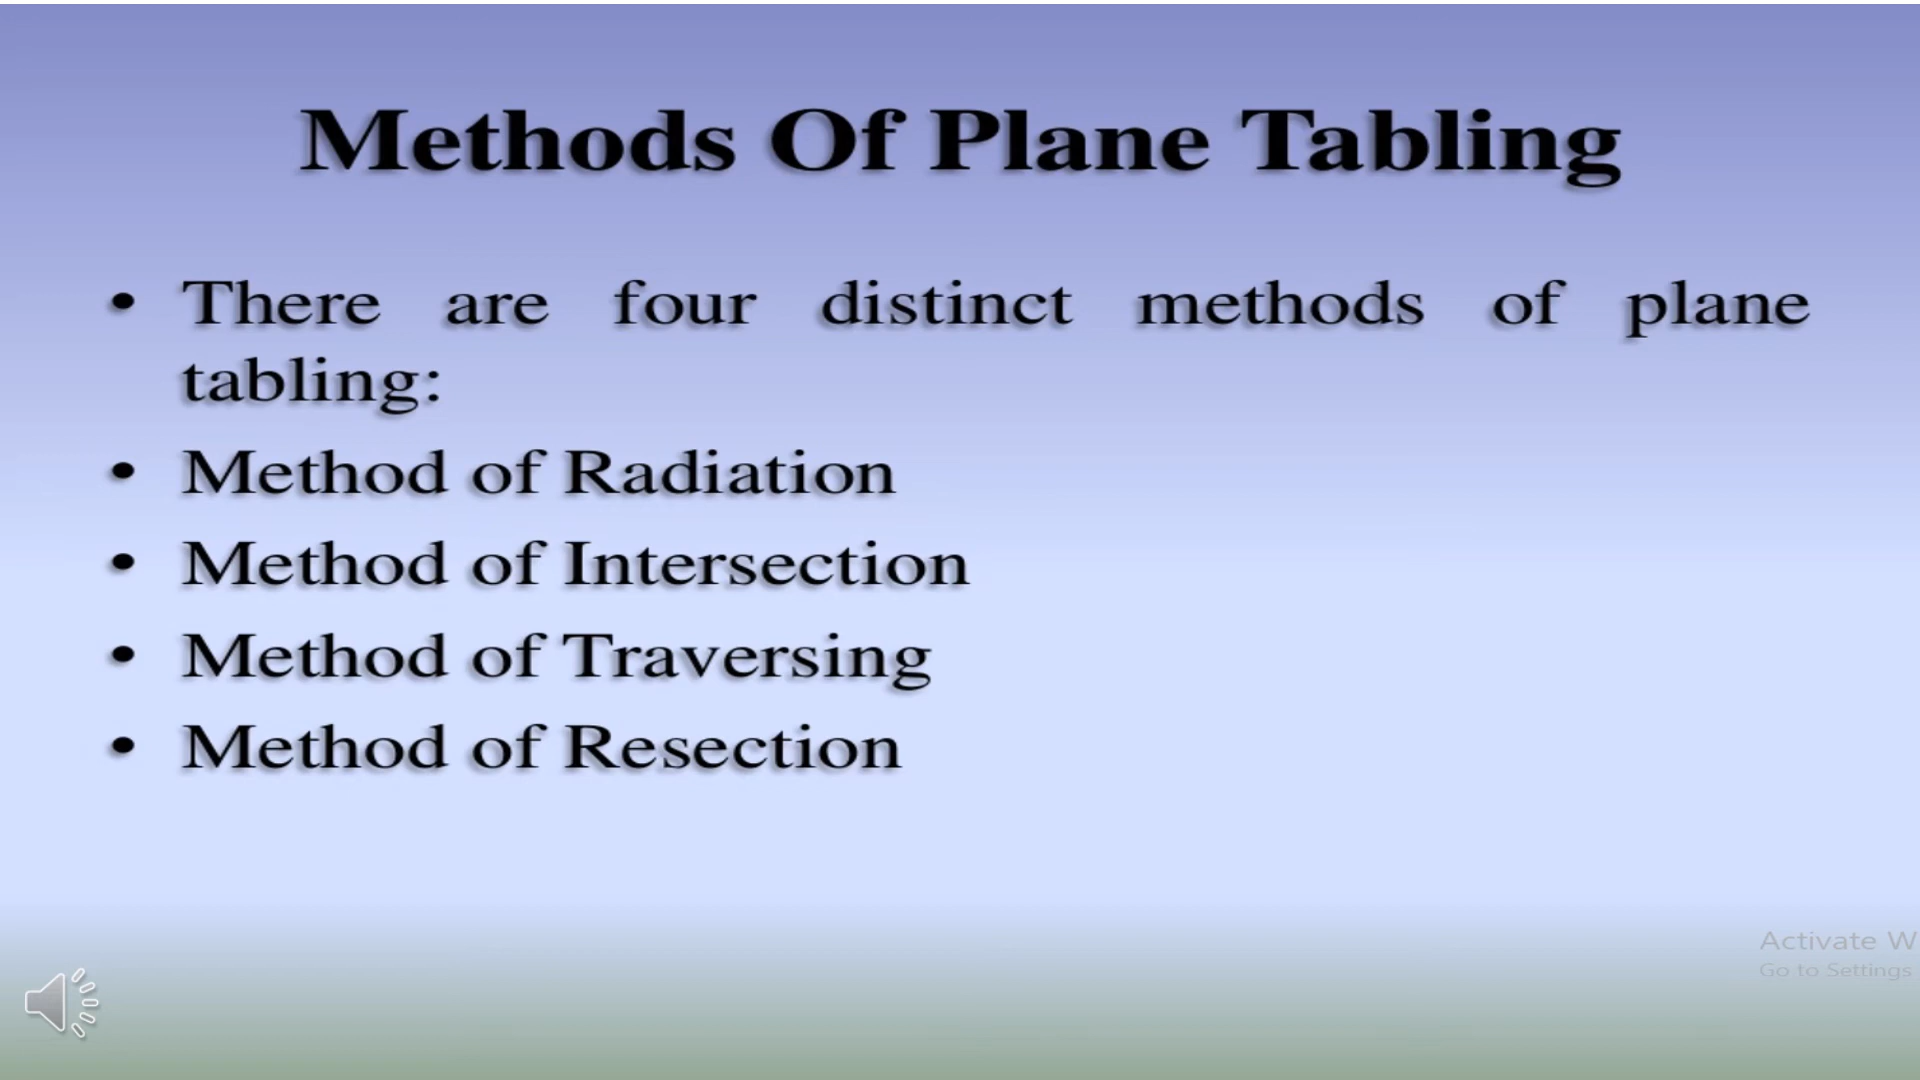 Methods Of Plane Tabling
• There are four distinct methods of plane
tabling:
• Method of Radiation
• Method of Intersection
• Method of Traversing
• Method of Resection
Activate W
Go to Settings